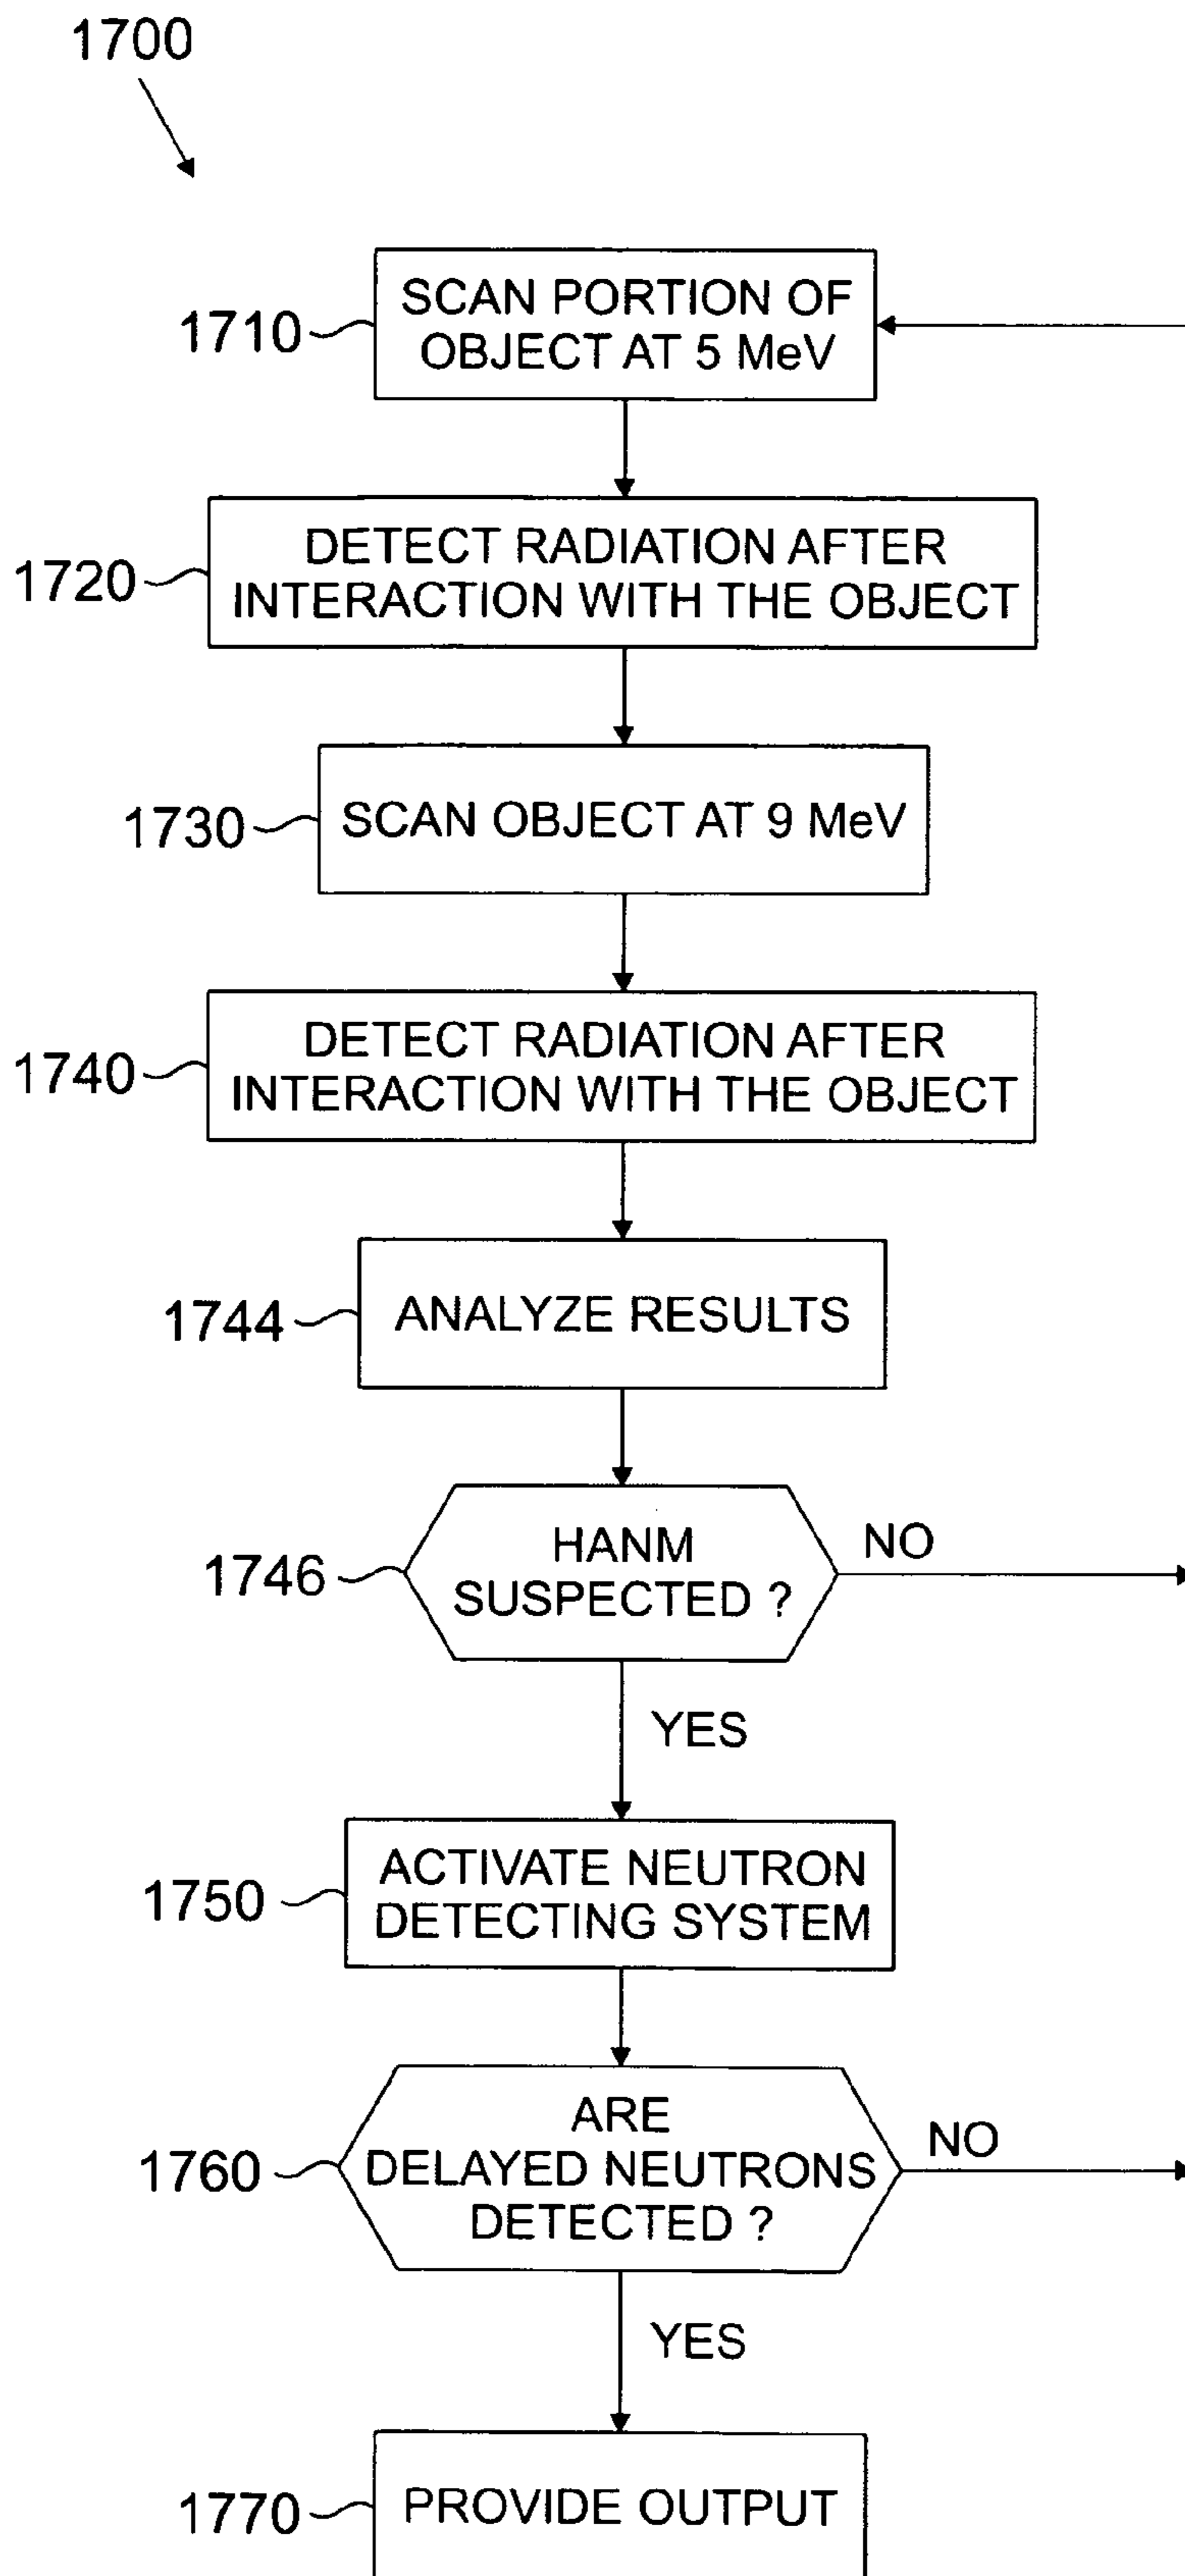 1700
1710
SCAN PORTION OF
OBJECT AT 5 MeV
1720
DETECT RADIATION AFTER
INTERACTION WITH THE OBJECT
1730
SCAN OBJECT AT 9 MeV
1740
DETECT RADIATION AFTER
INTERACTION WITH THE OBJECT
1744
ANALYZE RESULTS
1746
HANM
SUSPECTED ?
NO
YES
1750
ACTIVATE NEUTRON
DETECTING SYSTEM
1760
ARE
DELAYED NEUTRONS
DETECTED ?
NO
YES
1770
PROVIDE OUTPUT